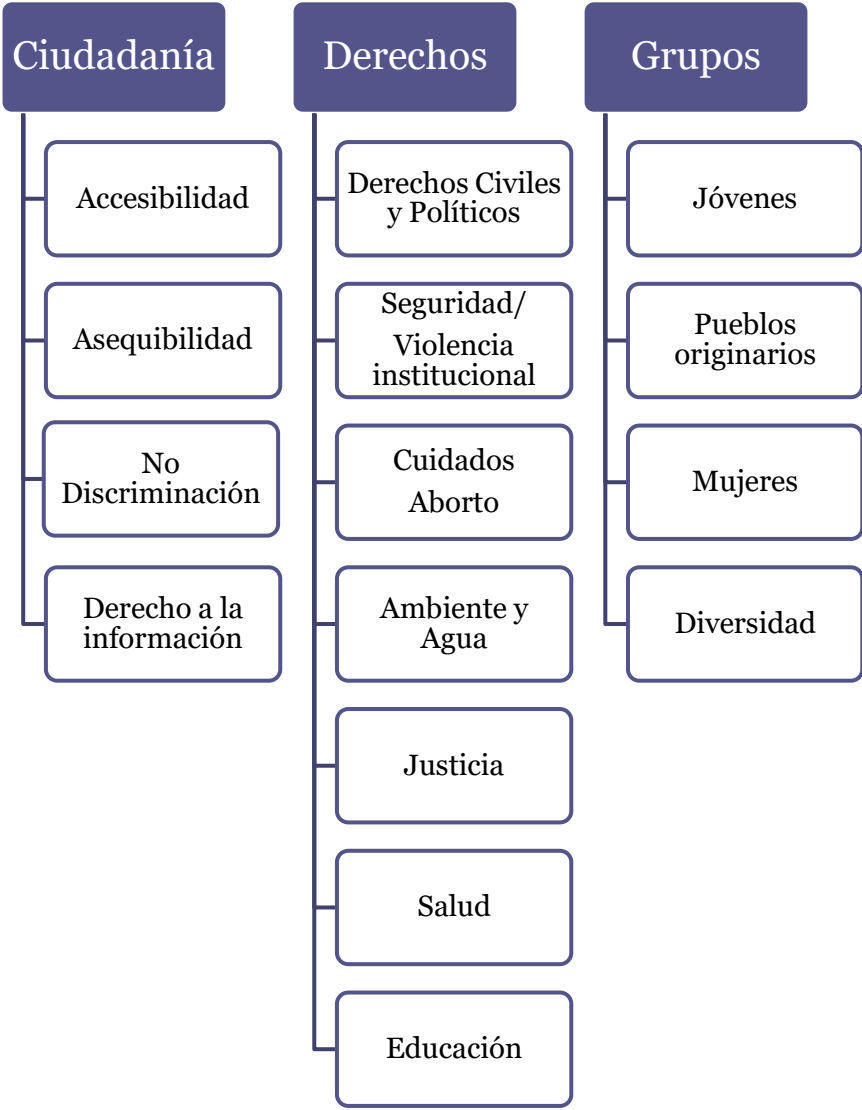 Ciudadanía
Accesibilidad
Asequibilidad
No
Discriminación
Derecho a la
información
Derechos
Derechos Civiles
y Políticos
Seguridad/
Violencia
institucional
Cuidados
Aborto
Ambiente y
Agua
Justicia
Salud
Educación
Grupos
Jóvenes
Pueblos
originarios
Mujeres
Diversidad